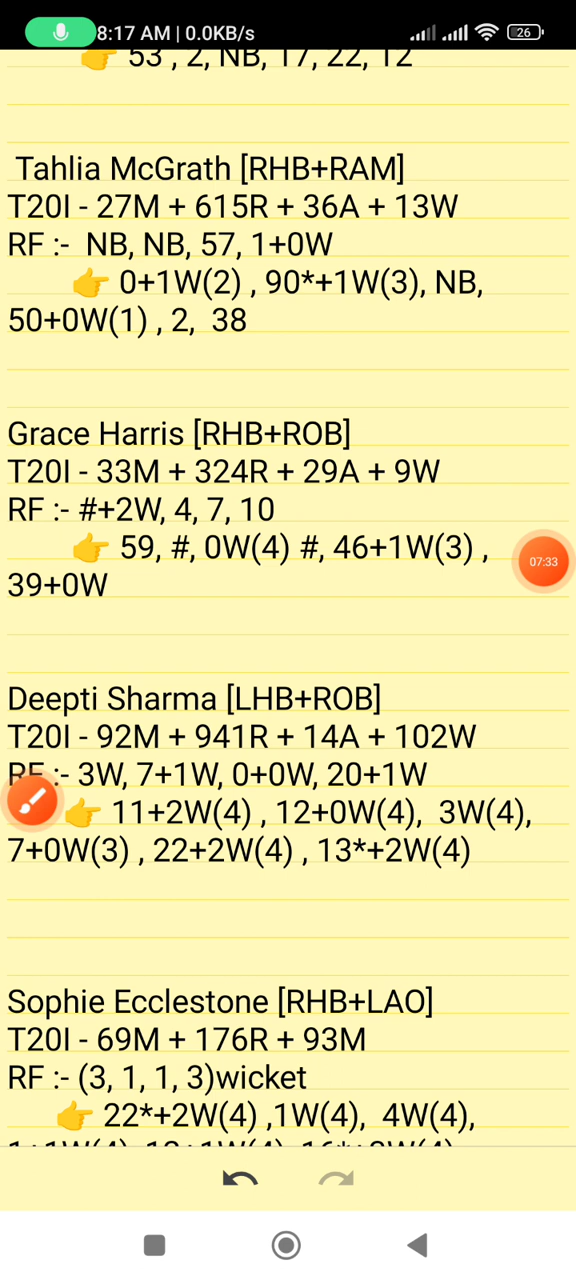 8:17 AM | 0.0KB/s
26
👉 53 , 2, NB, 17, 22, 12
Tahlia McGrath [RHB+RAM]
T20I - 27M + 615R + 36A + 13W
RF :- NB, NB, 57, 1+0W
👉 0+1W(2) , 90*+1W(3), NB,
50+0W(1) , 2, 38
Grace Harris [RHB+ROB]
T20I - 33M + 324R + 29A + 9W
RF :- #+2W, 4, 7, 10
👉 59, #, 0W(4) #, 46+1W(3) ,
07:33
39+0W
Deepti Sharma [LHB+ROB]
T20I - 92M + 941R + 14A + 102W
RF :- 3W, 7+1W, 0+0W, 20+1W
👉 11+2W(4) , 12+0W(4), 3W(4),
7+0W(3) , 22+2W(4) , 13*+2W(4)
Sophie Ecclestone [RHB+LAO]
T20I - 69M + 176R + 93M
RF :- (3, 1, 1, 3)wicket
👉 22*+2W(4) ,1W(4), 4W(4),